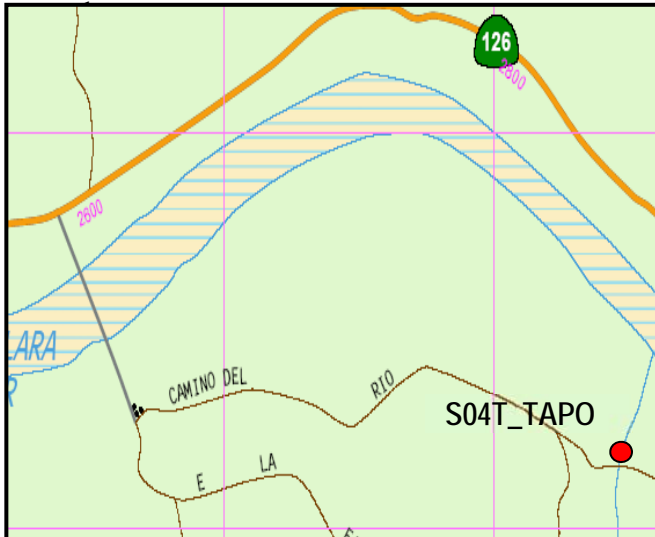 126
2800
2600
LARA
R
CAMINO DEL RIO
S04T_TAPO
E LA